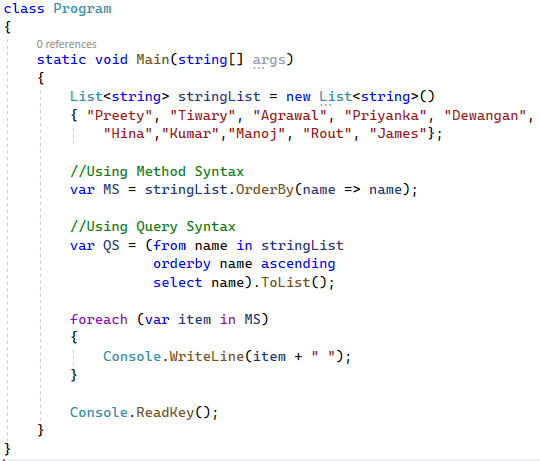 class Program
{
0 references
static void Main(string[] args)
{
List<string> stringList = new List<string>()
{ "Preety", "Tiwary", "Agrawal", "Priyanka", "Dewangan",
"Hina","Kumar","Manoj", "Rout", "James"};
//Using Method Syntax
var MS = stringList.OrderBy(name => name);
//Using Query Syntax
var QS = (from name in stringList
orderby name ascending
select name).ToList();
foreach (var item in MS)
{
Console.WriteLine(item + " ");
}
Console.ReadKey();
}
}